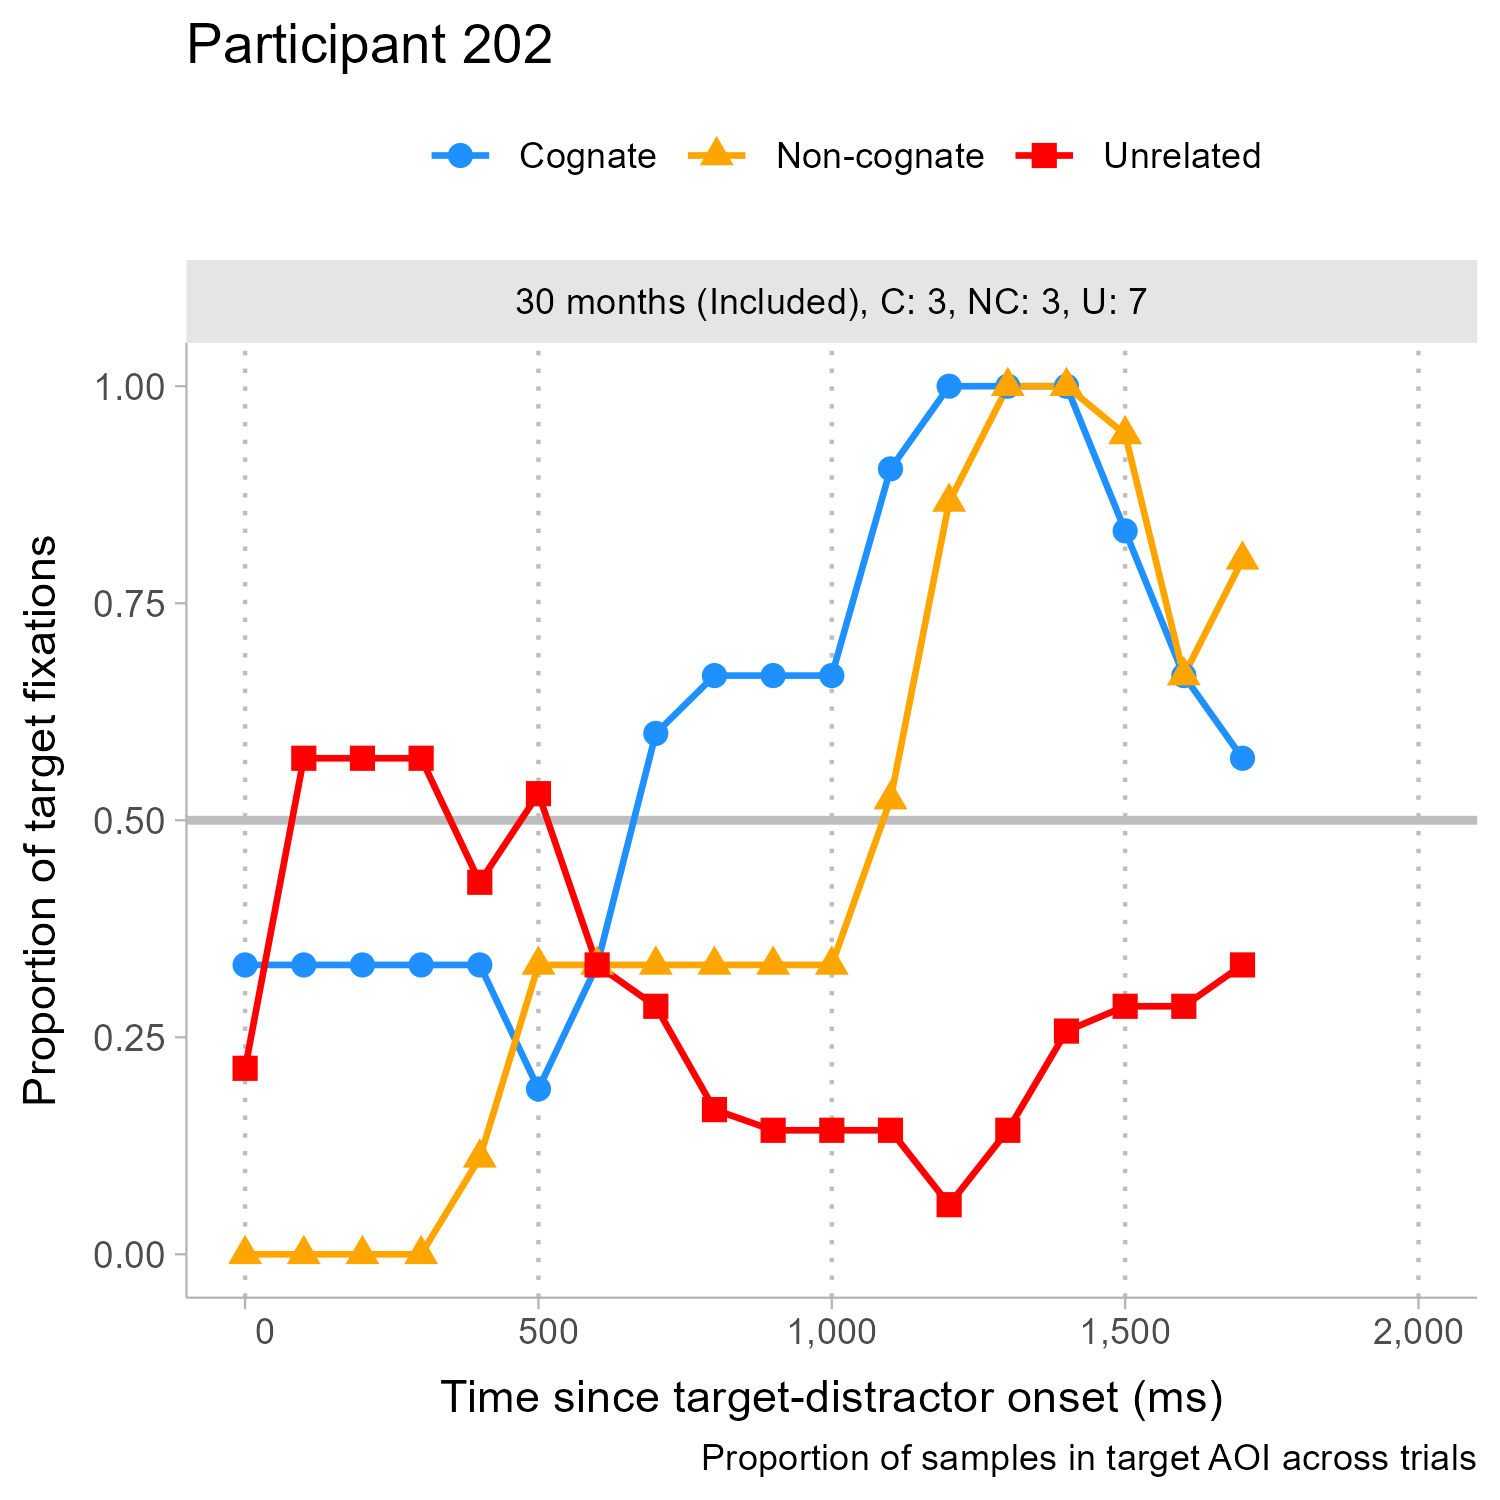 Participant 202
Cognate Non-cognate Unrelated
30 months (Included), C: 3, NC: 3, U: 7
1.00
0.75
0.50
0.25
0.00
Proportion of target fixations
0 500 1,000 1,500 2,000
Time since target-distractor onset (ms)
Proportion of samples in target AOI across trials